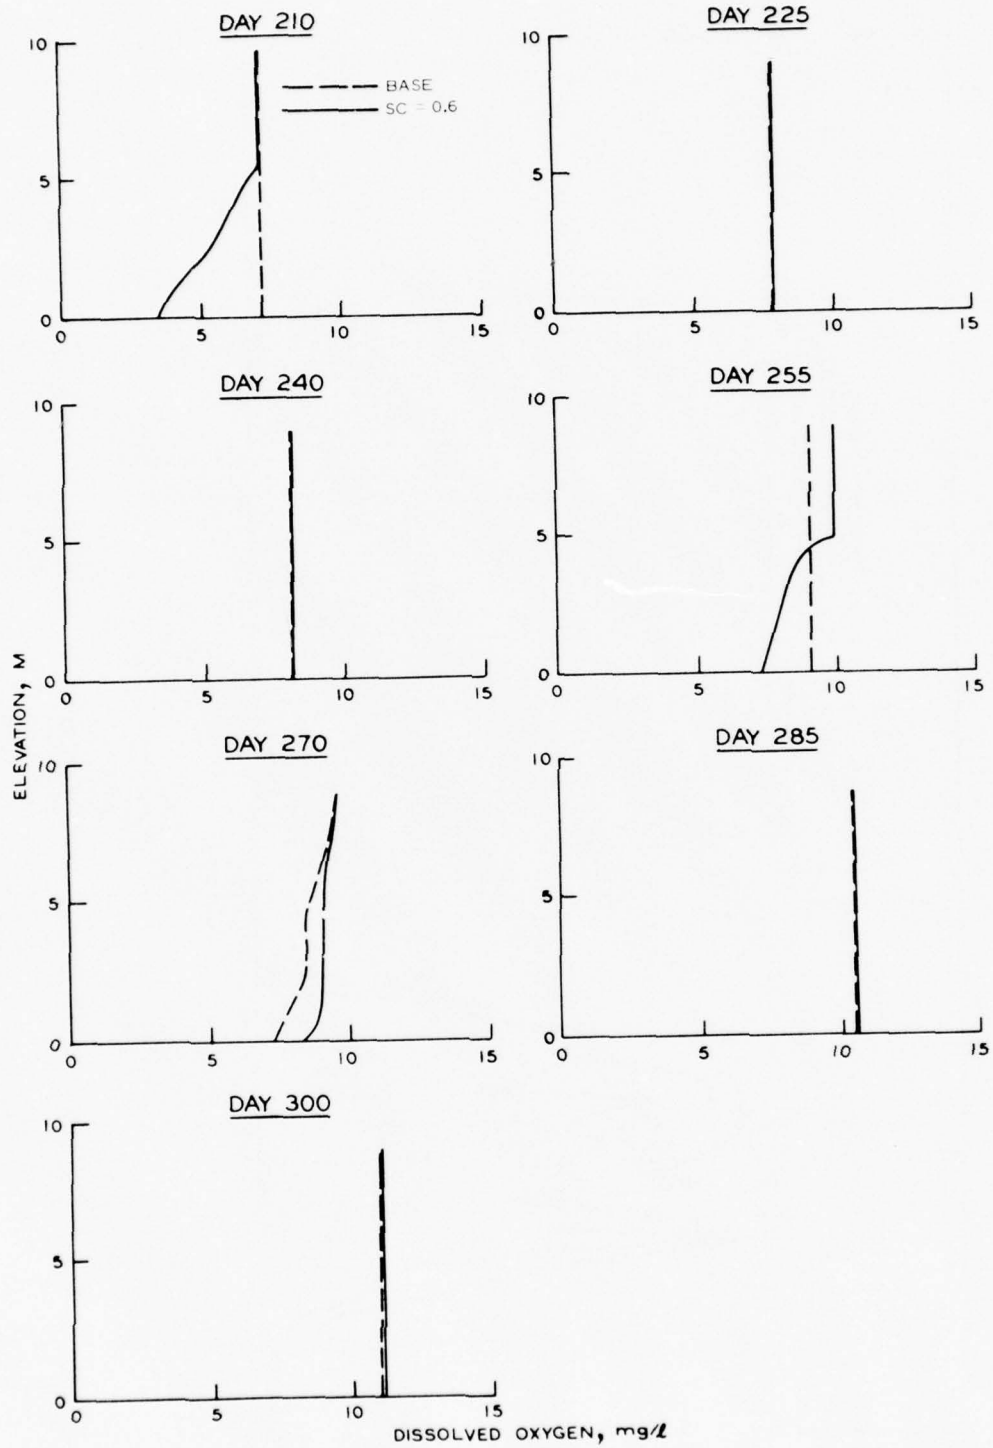 DAY 210
DAY 225
10
5
0
0 5 10 15
BASE
SC = 0.6
10
5
0
0 5 10 15
DAY 240
DAY 255
10
5
0
0 5 10 15
10
5
0
0 5 10 15
DAY 270
DAY 285
10
5
0
0 5 10 15
10
5
0
0 5 10 15
DAY 300
10
5
0
0 5 10 15
ELEVATION, M
DISSOLVED OXYGEN, mg/l